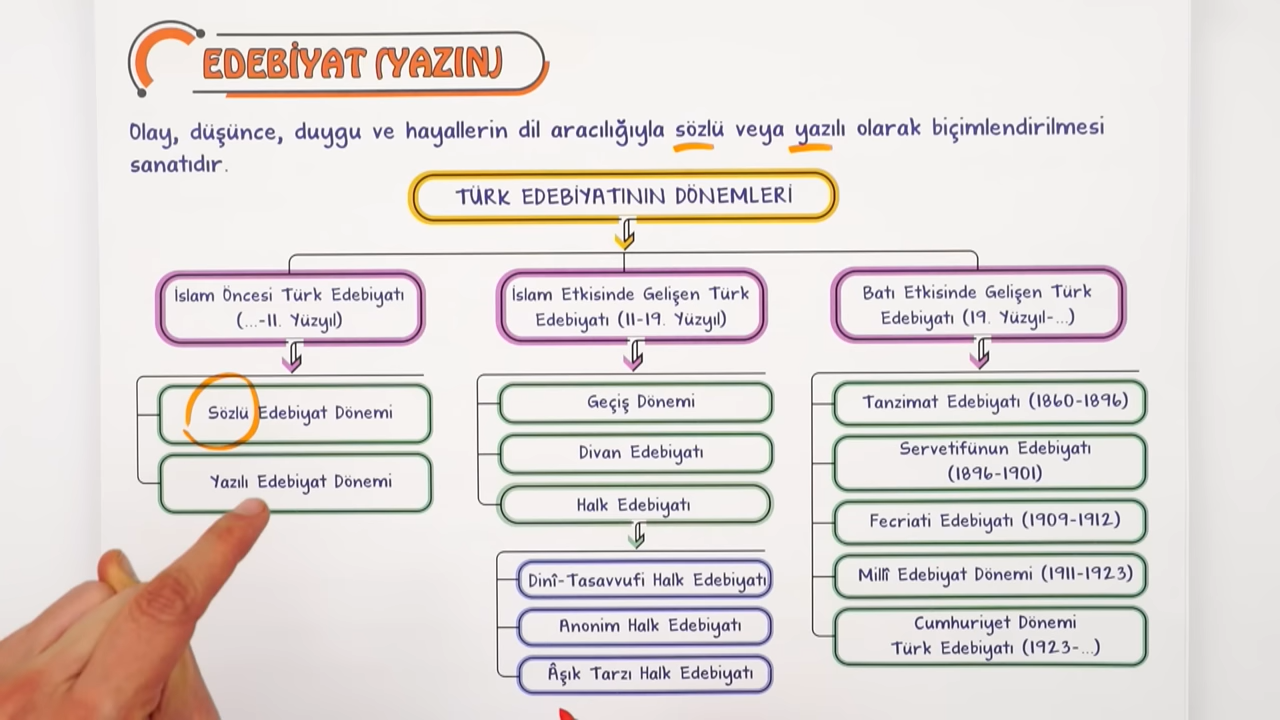 EDEBİYAT (YAZIN)
Olay, düşünce, duygu ve hayallerin dil aracılığıyla sözlü veya yazılı olarak biçimlendirilmesi
sanatıdır.
TÜRK EDEBİYATININ DÖNEMLERİ
İslam Öncesi Türk Edebiyatı
(...-11. Yüzyıl)
Sözlü Edebiyat Dönemi
Yazılı Edebiyat Dönemi
İslam Etkisinde Gelişen Türk
Edebiyatı (11-19. Yüzyıl)
Geçiş Dönemi
Divan Edebiyatı
Halk Edebiyatı
Dinî-Tasavvufi Halk Edebiyatı
Anonim Halk Edebiyatı
Âşık Tarzı Halk Edebiyatı
Batı Etkisinde Gelişen Türk
Edebiyatı (19. Yüzyıl-...)
Tanzimat Edebiyatı (1860-1896)
Servetifünun Edebiyatı
(1896-1901)
Fecriati Edebiyatı (1909-1912)
Millî Edebiyat Dönemi (1911-1923)
Cumhuriyet Dönemi
Türk Edebiyatı (1923-...)